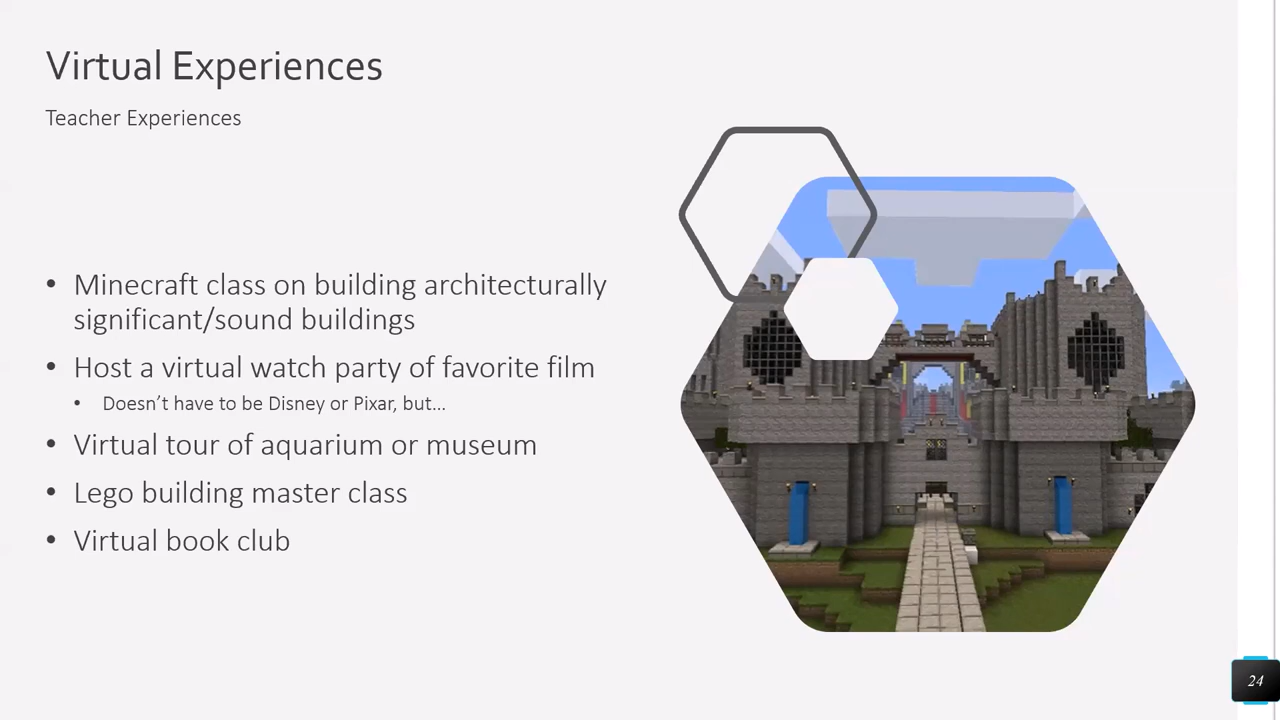 Virtual Experiences
Teacher Experiences
• Minecraft class on building architecturally
significant/sound buildings
• Host a virtual watch party of favorite film
• Doesn’t have to be Disney or Pixar, but…
• Virtual tour of aquarium or museum
• Lego building master class
• Virtual book club
24